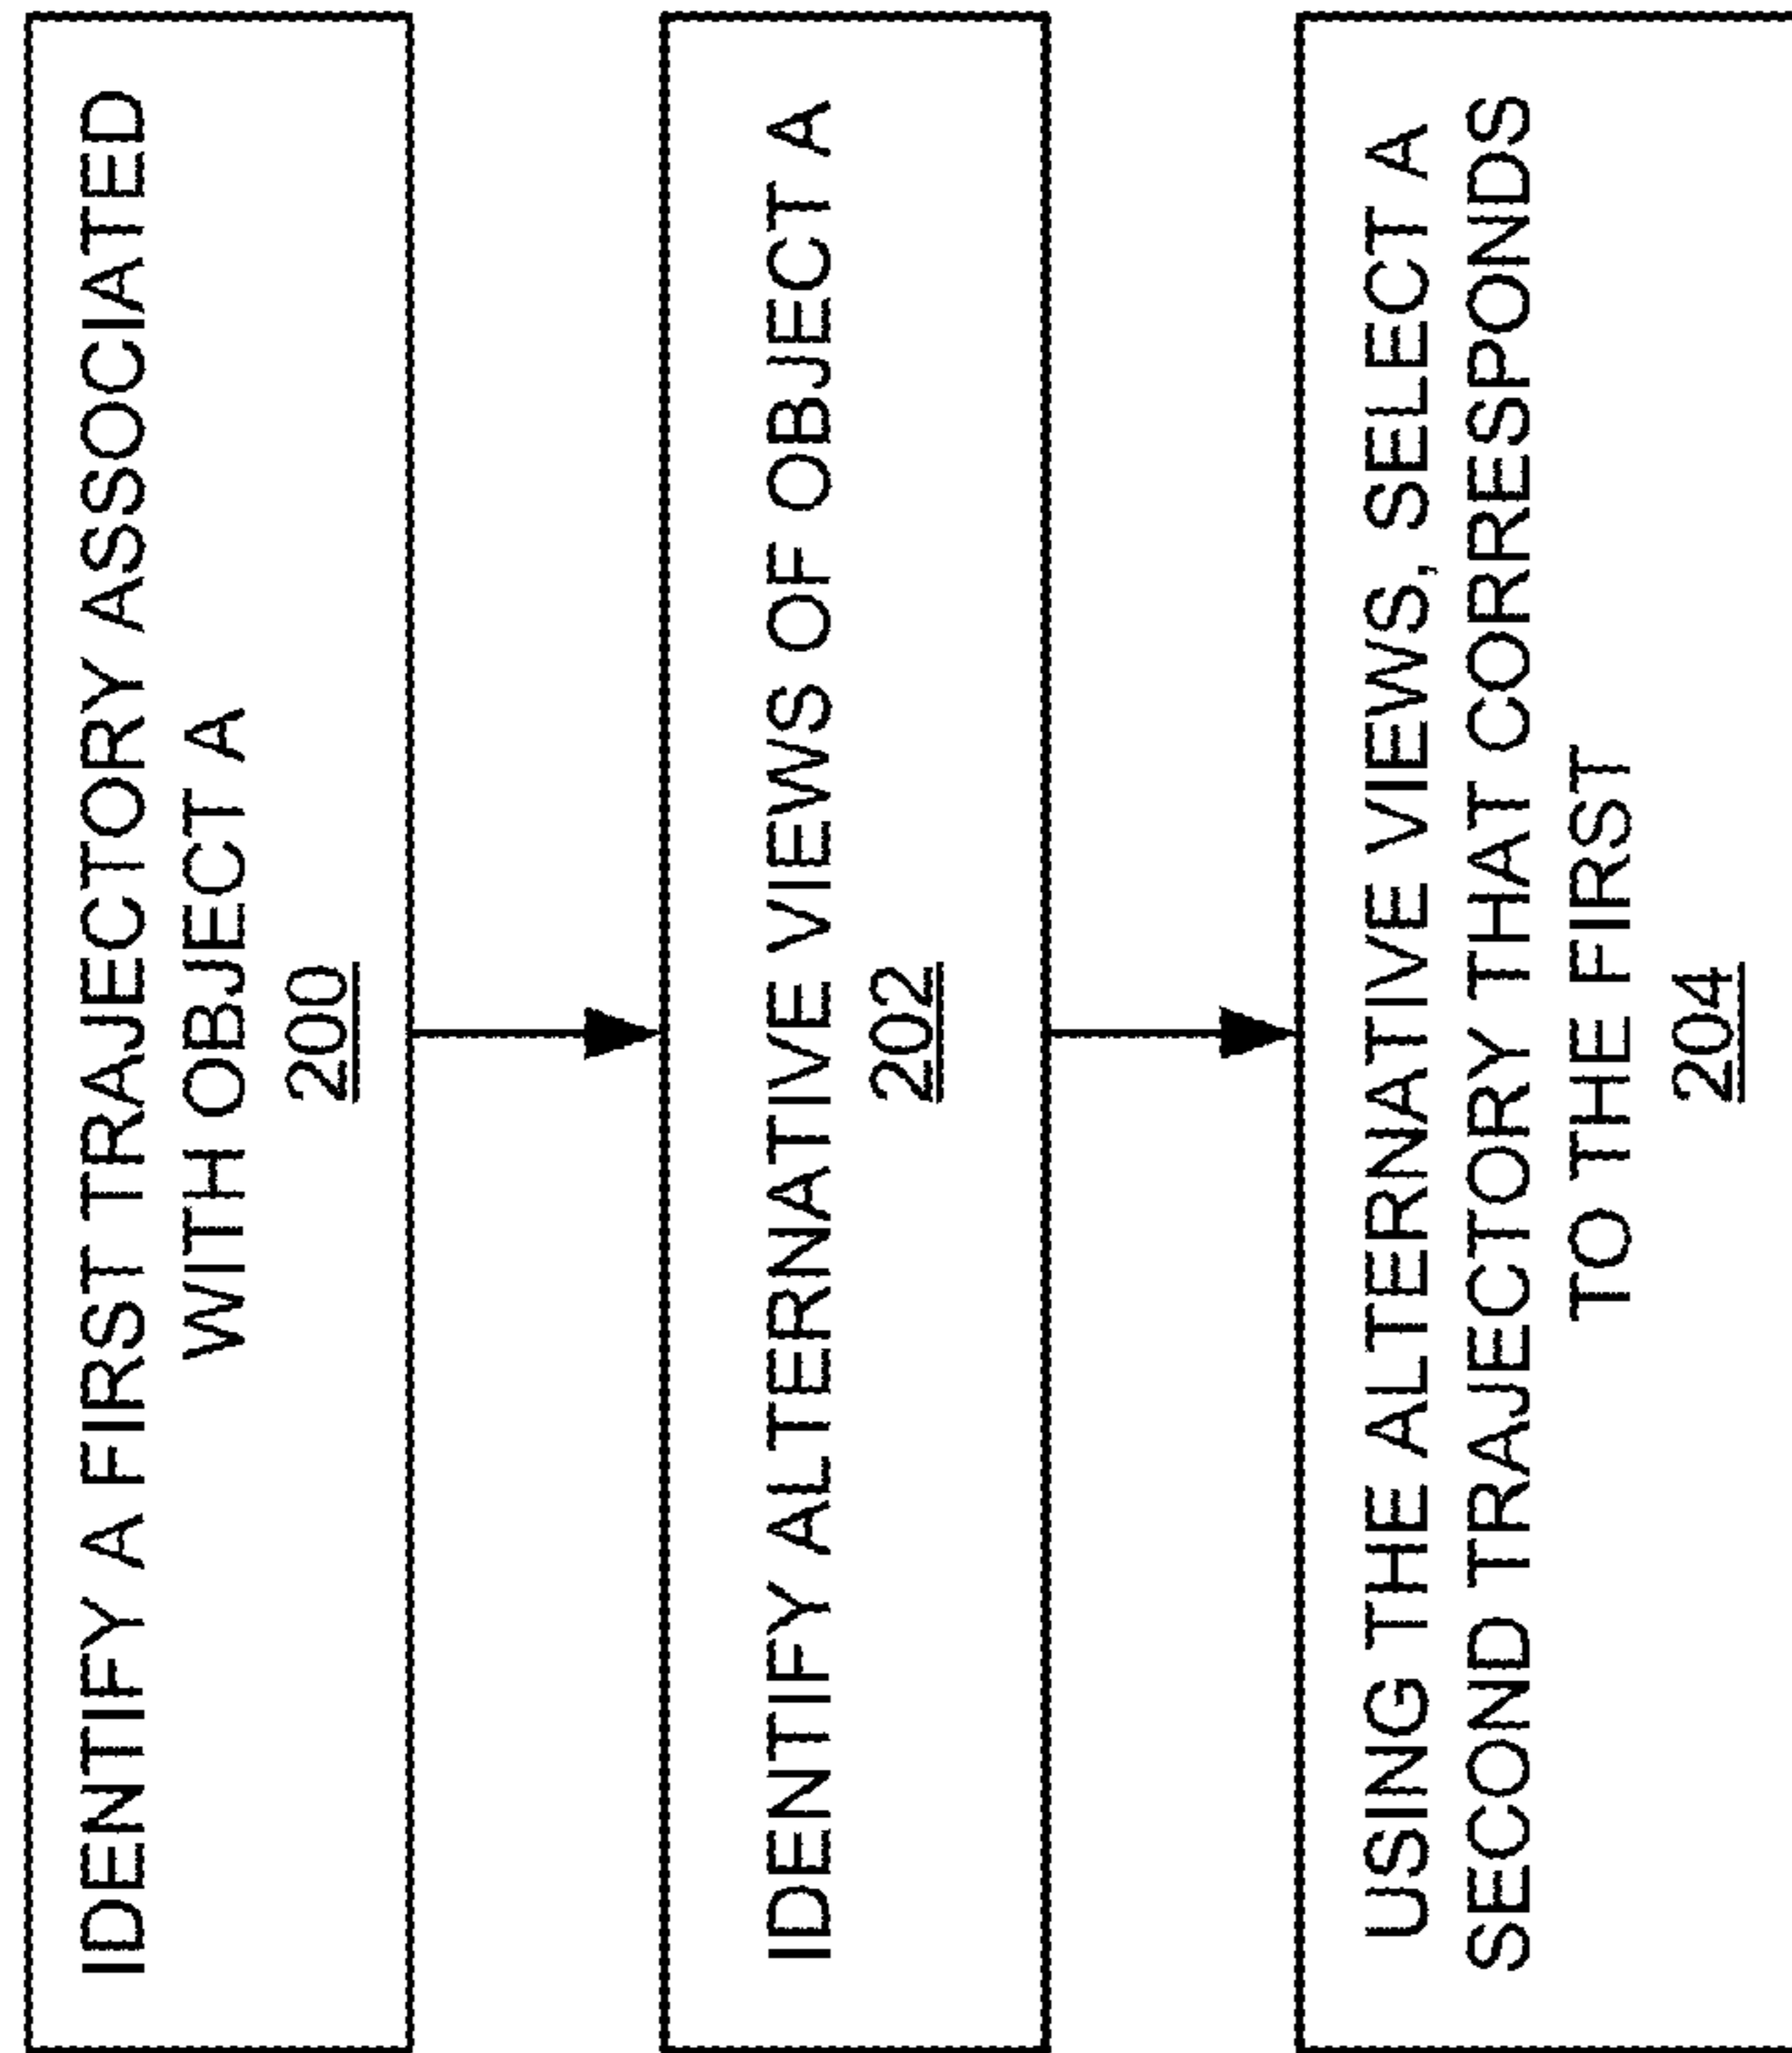 IDENTIFY A FIRST TRAJECTORY ASSOCIATED
WITH OBJECT A
200
IDENTIFY ALTERNATIVE VIEWS OF OBJECT A
202
USING THE ALTERNATIVE VIEWS, SELECT A
SECOND TRAJECTORY THAT CORRESPONDS
TO THE FIRST
204